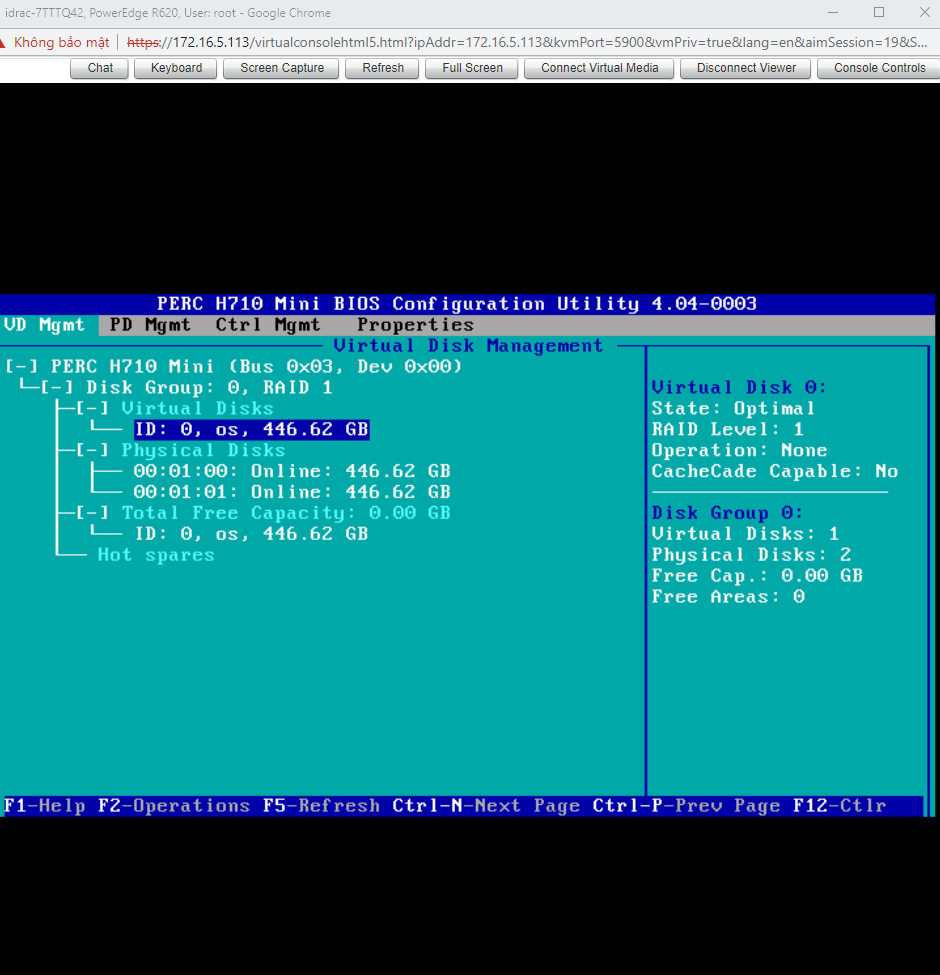 idrac-7TTTQ42, PowerEdge R620, User: root - Google Chrome
Không bảo mật | https://172.16.5.113/virtualconsolehtml5.html?ipAddr=172.16.5.113&kvmPort=5900&vmPriv=true&lang=en&aimSession=19&S...
Chat Keyboard Screen Capture Refresh Full Screen Connect Virtual Media Disconnect Viewer Console Controls
PERC H710 Mini BIOS Configuration Utility 4.04-0003
VD Mgmt PD Mgmt Ctrl Mgmt Properties
Virtual Disk Management
[-] PERC H710 Mini (Bus 0x03, Dev 0x00)
[-] Disk Group: 0, RAID 1
[-] Virtual Disks
ID: 0, os, 446.62 GB
[-] Physical Disks
00:01:00: Online: 446.62 GB
00:01:01: Online: 446.62 GB
[-] Total Free Capacity: 0.00 GB
ID: 0, os, 446.62 GB
Hot spares
Virtual Disk 0:
State: Optimal
RAID Level: 1
Operation: None
CacheCade Capable: No
Disk Group 0:
Virtual Disks: 1
Physical Disks: 2
Free Cap.: 0.00 GB
Free Areas: 0
F1-Help F2-Operations F5-Refresh Ctrl-N-Next Page Ctrl-P-Prev Page F12-Ctlr